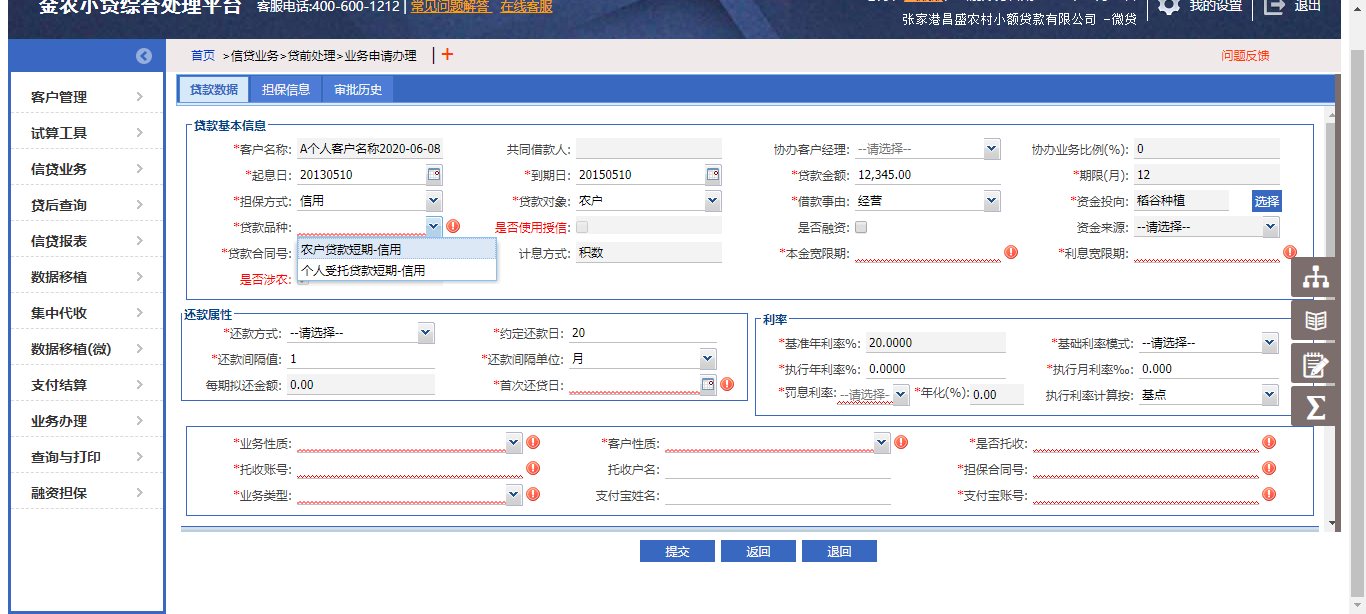 金农小贷综合处理平台 客服电话:400-600-1212 | 常见问题解答 在线客服
张家港昌盛农村小额贷款有限公司 -微贷 我的设置 退出
首页 >信贷业务>贷前处理>业务申请办理 | + 问题反馈
客户管理
试算工具
信贷业务
贷后查询
信贷报表
数据移植
集中代收
数据移植(微)
支付结算
业务办理
查询与打印
融资担保
贷款数据 担保信息 审批历史
贷款基本信息
*客户名称: A个人客户名称2020-06-08 共同借款人: 协办客户经理: --请选择-- 协办业务比例(%): 0
*起息日: 20130510 *到期日: 20150510 *贷款金额: 12,345.00 *期限(月): 12
*担保方式: 信用 *贷款对象: 农户 *借款事由: 经营 *资金投向: 稻谷种植 选择
*贷款品种: 是否使用授信: 是否融资: 资金来源: --请选择--
*贷款合同号: 农户贷款短期-信用 计息方式: 积数 *本金宽限期: *利息宽限期:
个人受托贷款短期-信用
是否涉农:
还款属性
*还款方式: --请选择-- *约定还款日: 20
*还款间隔值: 1 *还款间隔单位: 月
每期拟还金额: 0.00 *首次还贷日:
利率
*基准年利率%: 20.0000 *基础利率模式: --请选择--
*执行年利率%: 0.0000 *执行月利率‰: 0.000
*罚息利率: --请选择- *年化(%): 0.00 执行利率计算按: 基点
*业务性质: *客户性质: *是否托收:
*托收账号: 托收户名: *担保合同号:
*业务类型: 支付宝姓名: *支付宝账号:
提交 返回 退回